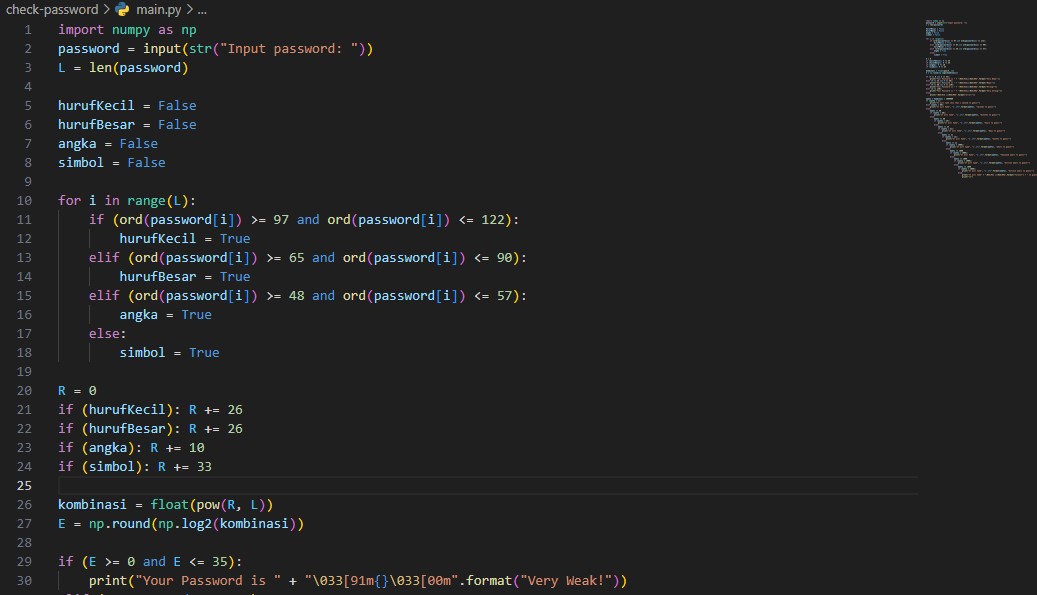 check-password > main.py > ...
1 import numpy as np
2 password = input(str("Input password: "))
3 L = len(password)
4
5 hurufKecil = False
6 hurufBesar = False
7 angka = False
8 simbol = False
9
10 for i in range(L):
11     if (ord(password[i]) >= 97 and ord(password[i]) <= 122):
12         hurufKecil = True
13     elif (ord(password[i]) >= 65 and ord(password[i]) <= 90):
14         hurufBesar = True
15     elif (ord(password[i]) >= 48 and ord(password[i]) <= 57):
16         angka = True
17     else:
18         simbol = True
19
20 R = 0
21 if (hurufKecil): R += 26
22 if (hurufBesar): R += 26
23 if (angka): R += 10
24 if (simbol): R += 33
25
26 kombinasi = float(pow(R, L))
27 E = np.round(np.log2(kombinasi))
28
29 if (E >= 0 and E <= 35):
30     print("Your Password is " + "\033[91m{}\033[00m".format("Very Weak!"))